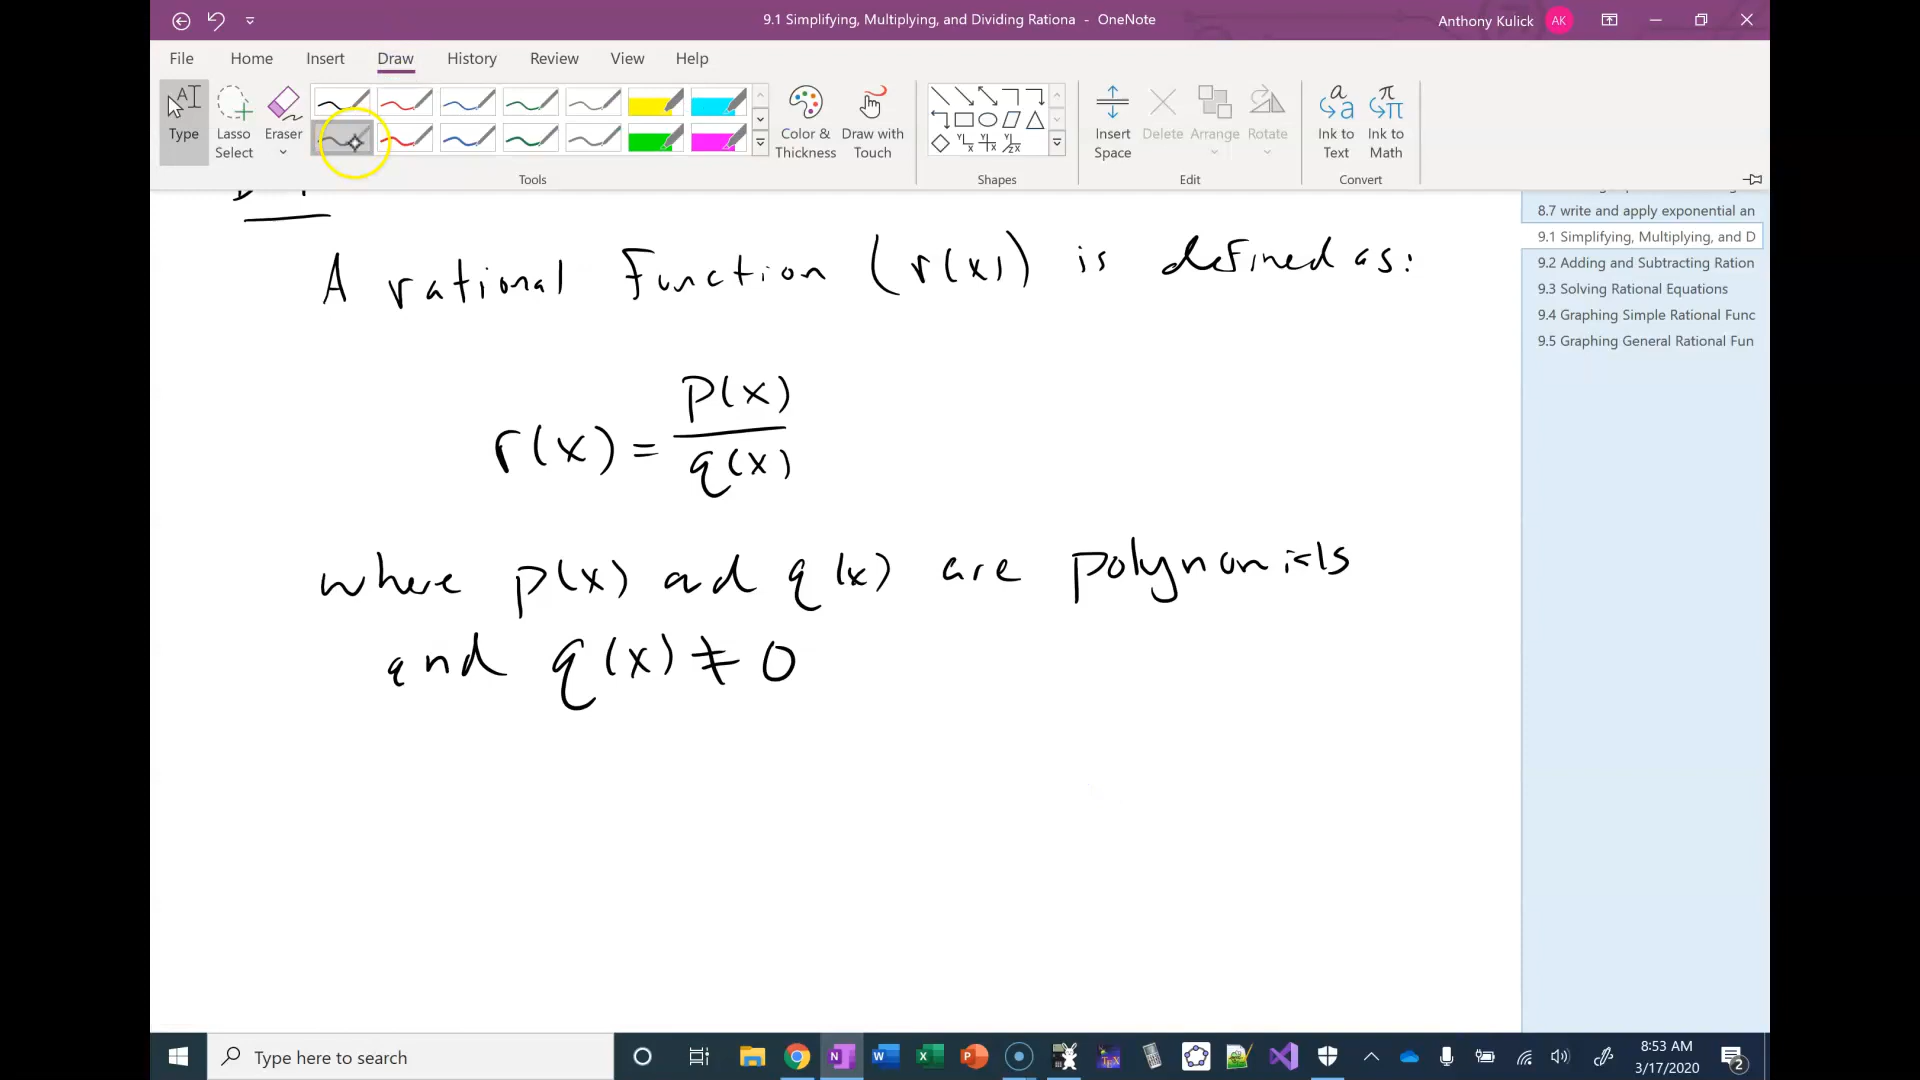 9.1 Simplifying, Multiplying, and Dividing Rationa - OneNote
Anthony Kulick
AK
File Home Insert Draw History Review View Help
Type
Lasso Select
Eraser
Color & Thickness
Draw with Touch
Insert Space
Delete
Arrange
Rotate
Ink to Text
Ink to Math
Tools
Shapes
Edit
Convert
A rational function (r(x)) is defined as:
r(x) = p(x)/q(x)
where p(x) ad q(x) are polynomials
and q(x) ≠ 0
8.7 write and apply exponential an
9.1 Simplifying, Multiplying, and D
9.2 Adding and Subtracting Ration
9.3 Solving Rational Equations
9.4 Graphing Simple Rational Func
9.5 Graphing General Rational Fun
Type here to search
8:53 AM
3/17/2020
2